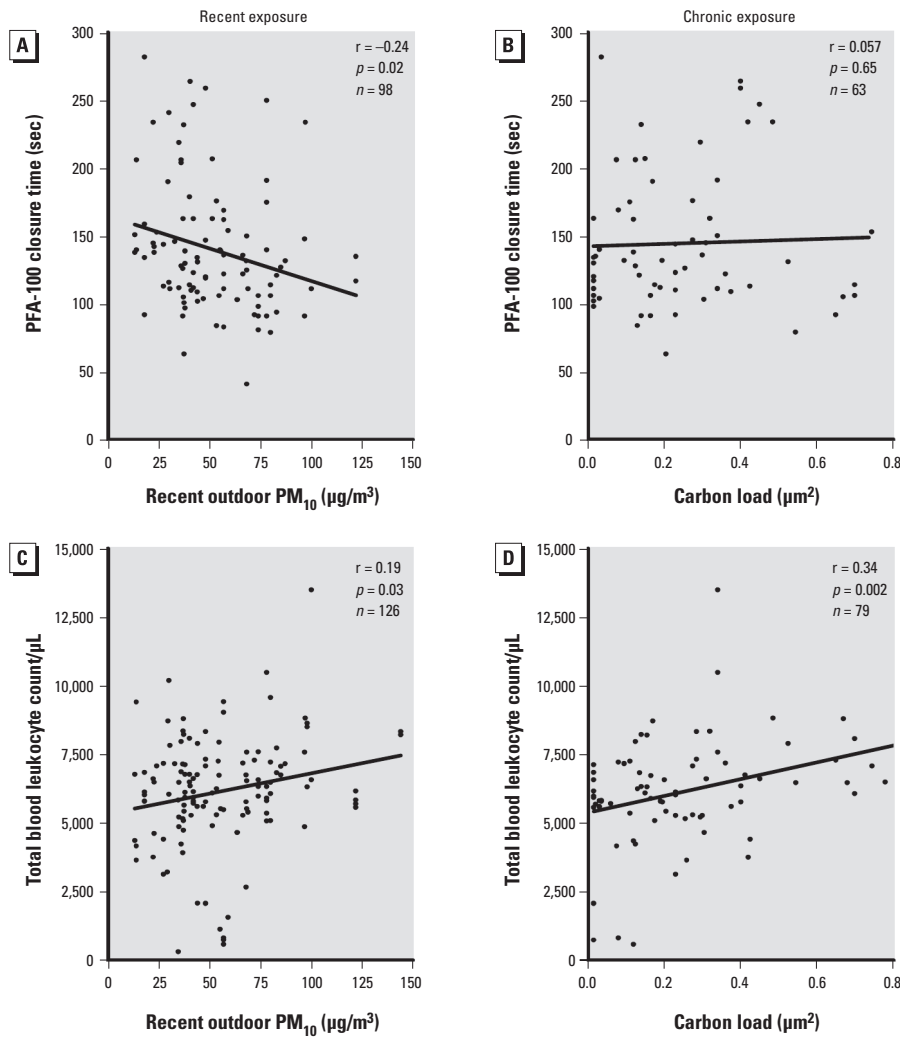 Recent exposure
A
r = –0.24
p = 0.02
n = 98
PFA-100 closure time (sec)
300
250
200
150
100
50
0
0 25 50 75 100 125 150
Recent outdoor PM10 (µg/m3)
Chronic exposure
B
r = 0.057
p = 0.65
n = 63
PFA-100 closure time (sec)
300
250
200
150
100
50
0
0.0 0.2 0.4 0.6 0.8
Carbon load (µm2)
C
r = 0.19
p = 0.03
n = 126
Total blood leukocyte count/µL
15,000
12,500
10,000
7,500
5,000
2,500
0
0 25 50 75 100 125 150
Recent outdoor PM10 (µg/m3)
D
r = 0.34
p = 0.002
n = 79
Total blood leukocyte count/µL
15,000
12,500
10,000
7,500
5,000
2,500
0
0.0 0.2 0.4 0.6 0.8
Carbon load (µm2)